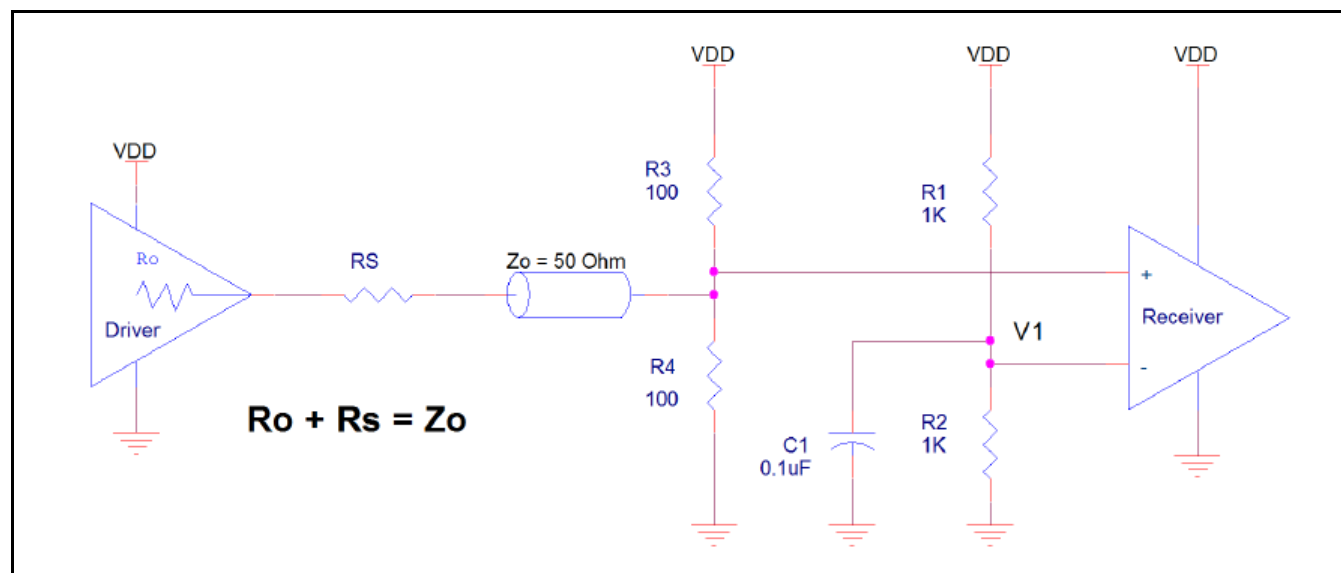 VDD
Ro
Driver
RS
Zo = 50 Ohm
Ro + Rs = Zo
VDD
R3
100
R4
100
VDD
R1
1K
V1
C1
0.1uF
R2
1K
VDD
+
Receiver
-